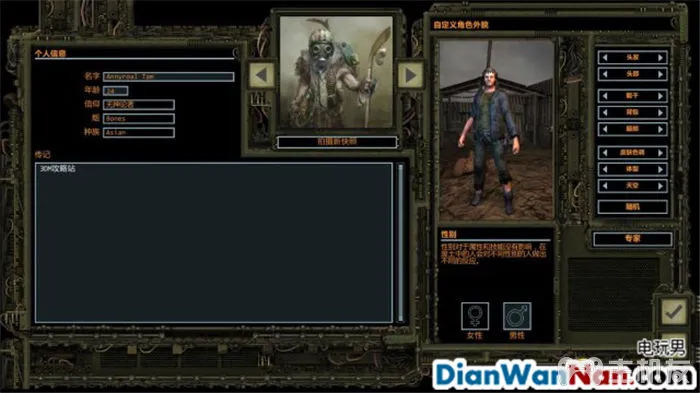 个人信息
名字 Annyroal Tam
年龄 24
信仰 无神论者
烟 Bones
种族 Asian
传记
3DM攻略站
拍摄新快照
自定义角色外貌
头发
头部
躯干
背包
腿部
皮肤色调
体型
天空
随机
专家
性别
性别对于属性和技能没有影响，在
废土中的人会对不同性别的人做出
不同的反应。
女性
男性
电玩男
DianWanNan.com